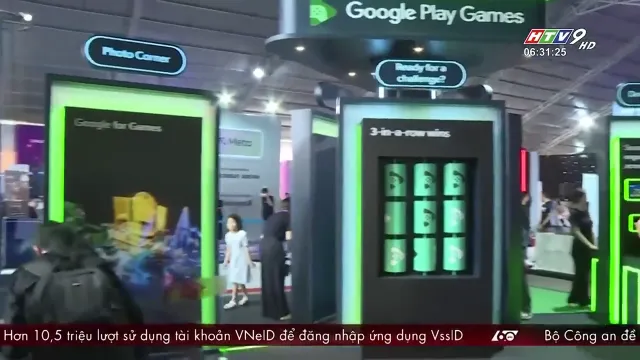 Google Play Games
HTV9 HD
06:31:25
Photo Corner
Ready for a
challenge?
Google for Games
3-in-a-row wins
Hơn 10,5 triệu lượt sử dụng tài khoản VNeID để đăng nhập ứng dụng VssID
60
Bộ Công an đề